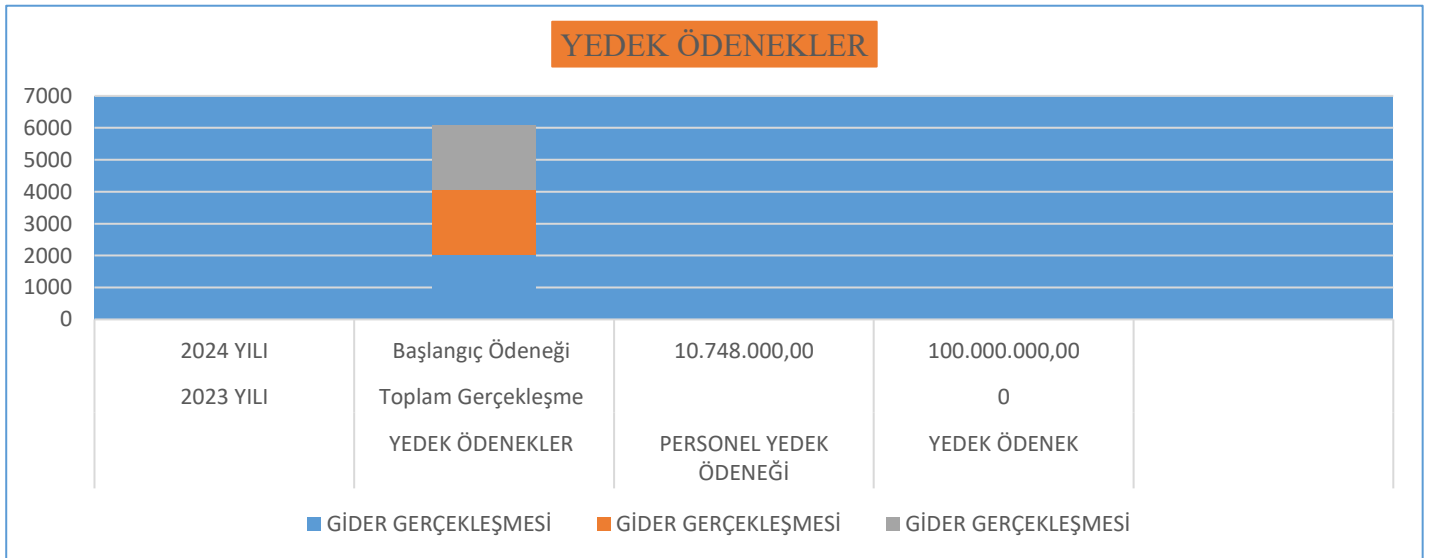 YEDEK ÖDENEKLER
7000
6000
5000
4000
3000
2000
1000
0
2024 YILI Başlangıç Ödeneği 10.748.000,00 100.000.000,00
2023 YILI Toplam Gerçekleşme 0
YEDEK ÖDENEKLER PERSONEL YEDEK YEDEK ÖDENEK
ÖDENEĞİ
GİDER GERÇEKLEŞMESİ GİDER GERÇEKLEŞMESİ GİDER GERÇEKLEŞMESİ